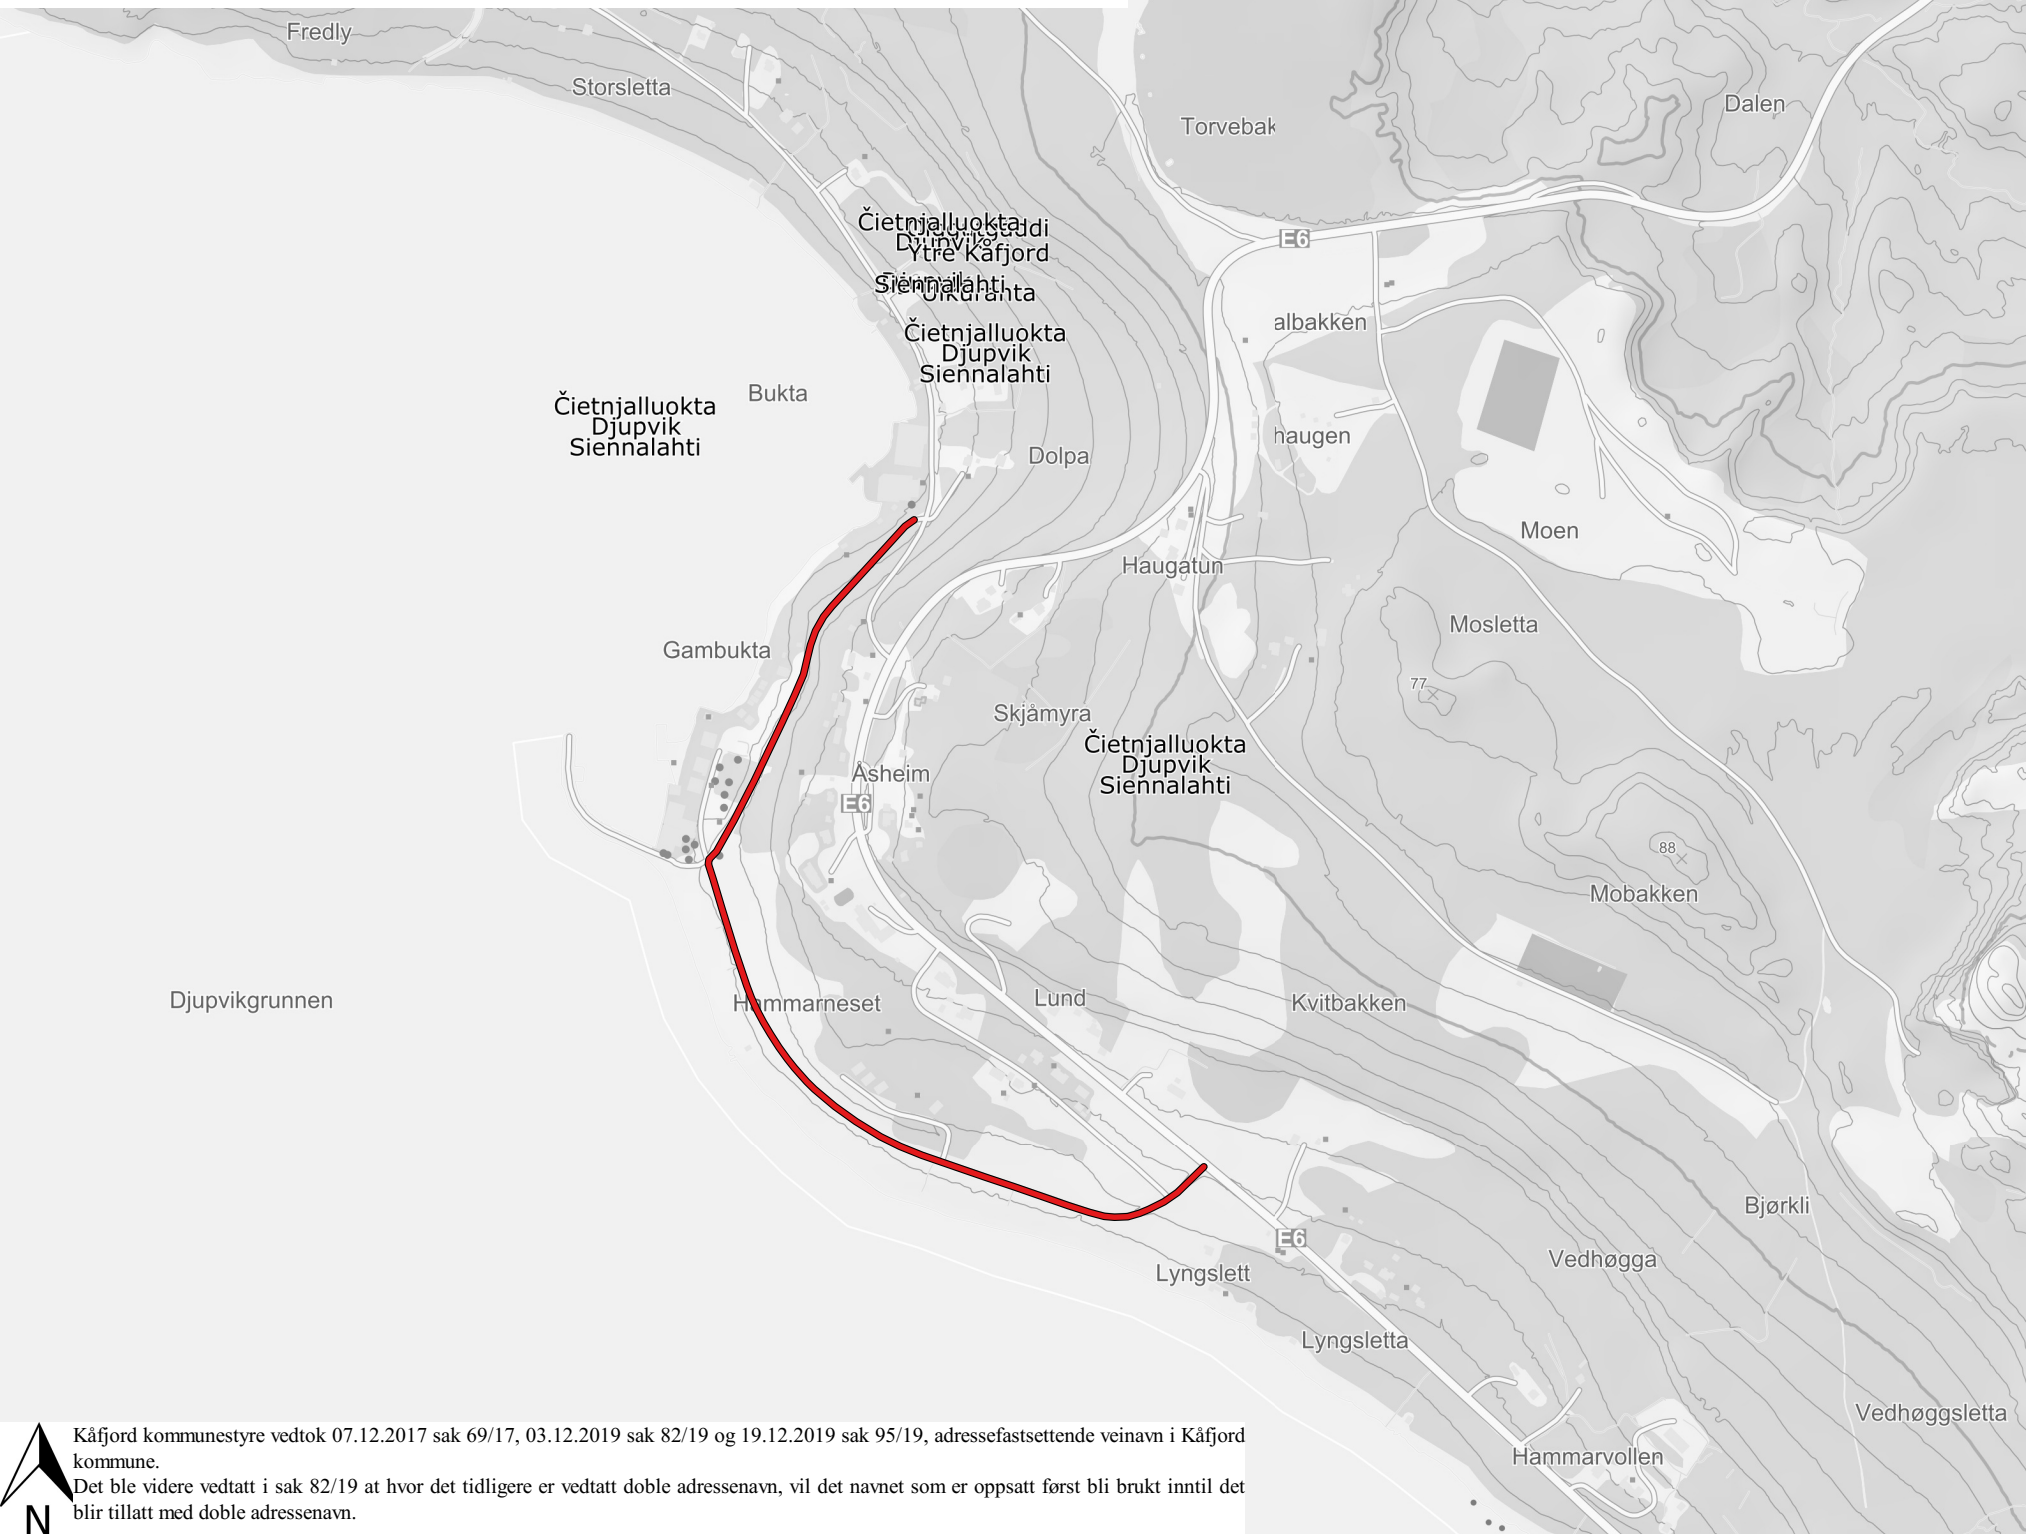 Fredly
Storsletta
Dalen
Torvebak
Čietnjalluokta
Djupvik
Ytre Kåfjord
E6
Siennalahti
Ulkuranta
albakken
Čietnjalluokta
Djupvik
Siennalahti
Bukta
Čietnjalluokta
Djupvik
Siennalahti
haugen
Dolpa
Moen
Haugatun
Mosletta
Gambukta
77
Skjåmyra
Čietnjalluokta
Djupvik
Siennalahti
Åsheim
E6
88
Mobakken
Djupvikgrunnen
Hammarneset
Lund
Kvitbakken
Bjørkli
E6
Vedhøgga
Lyngslett
Lyngsletta
Vedhøggsletta
Hammarvollen
Kåfjord kommunestyre vedtok 07.12.2017 sak 69/17, 03.12.2019 sak 82/19 og 19.12.2019 sak 95/19, adressefastsettende veinavn i Kåfjord
kommune.
Det ble videre vedtatt i sak 82/19 at hvor det tidligere er vedtatt doble adressenavn, vil det navnet som er oppsatt først bli brukt inntil det
blir tillatt med doble adressenavn.
N